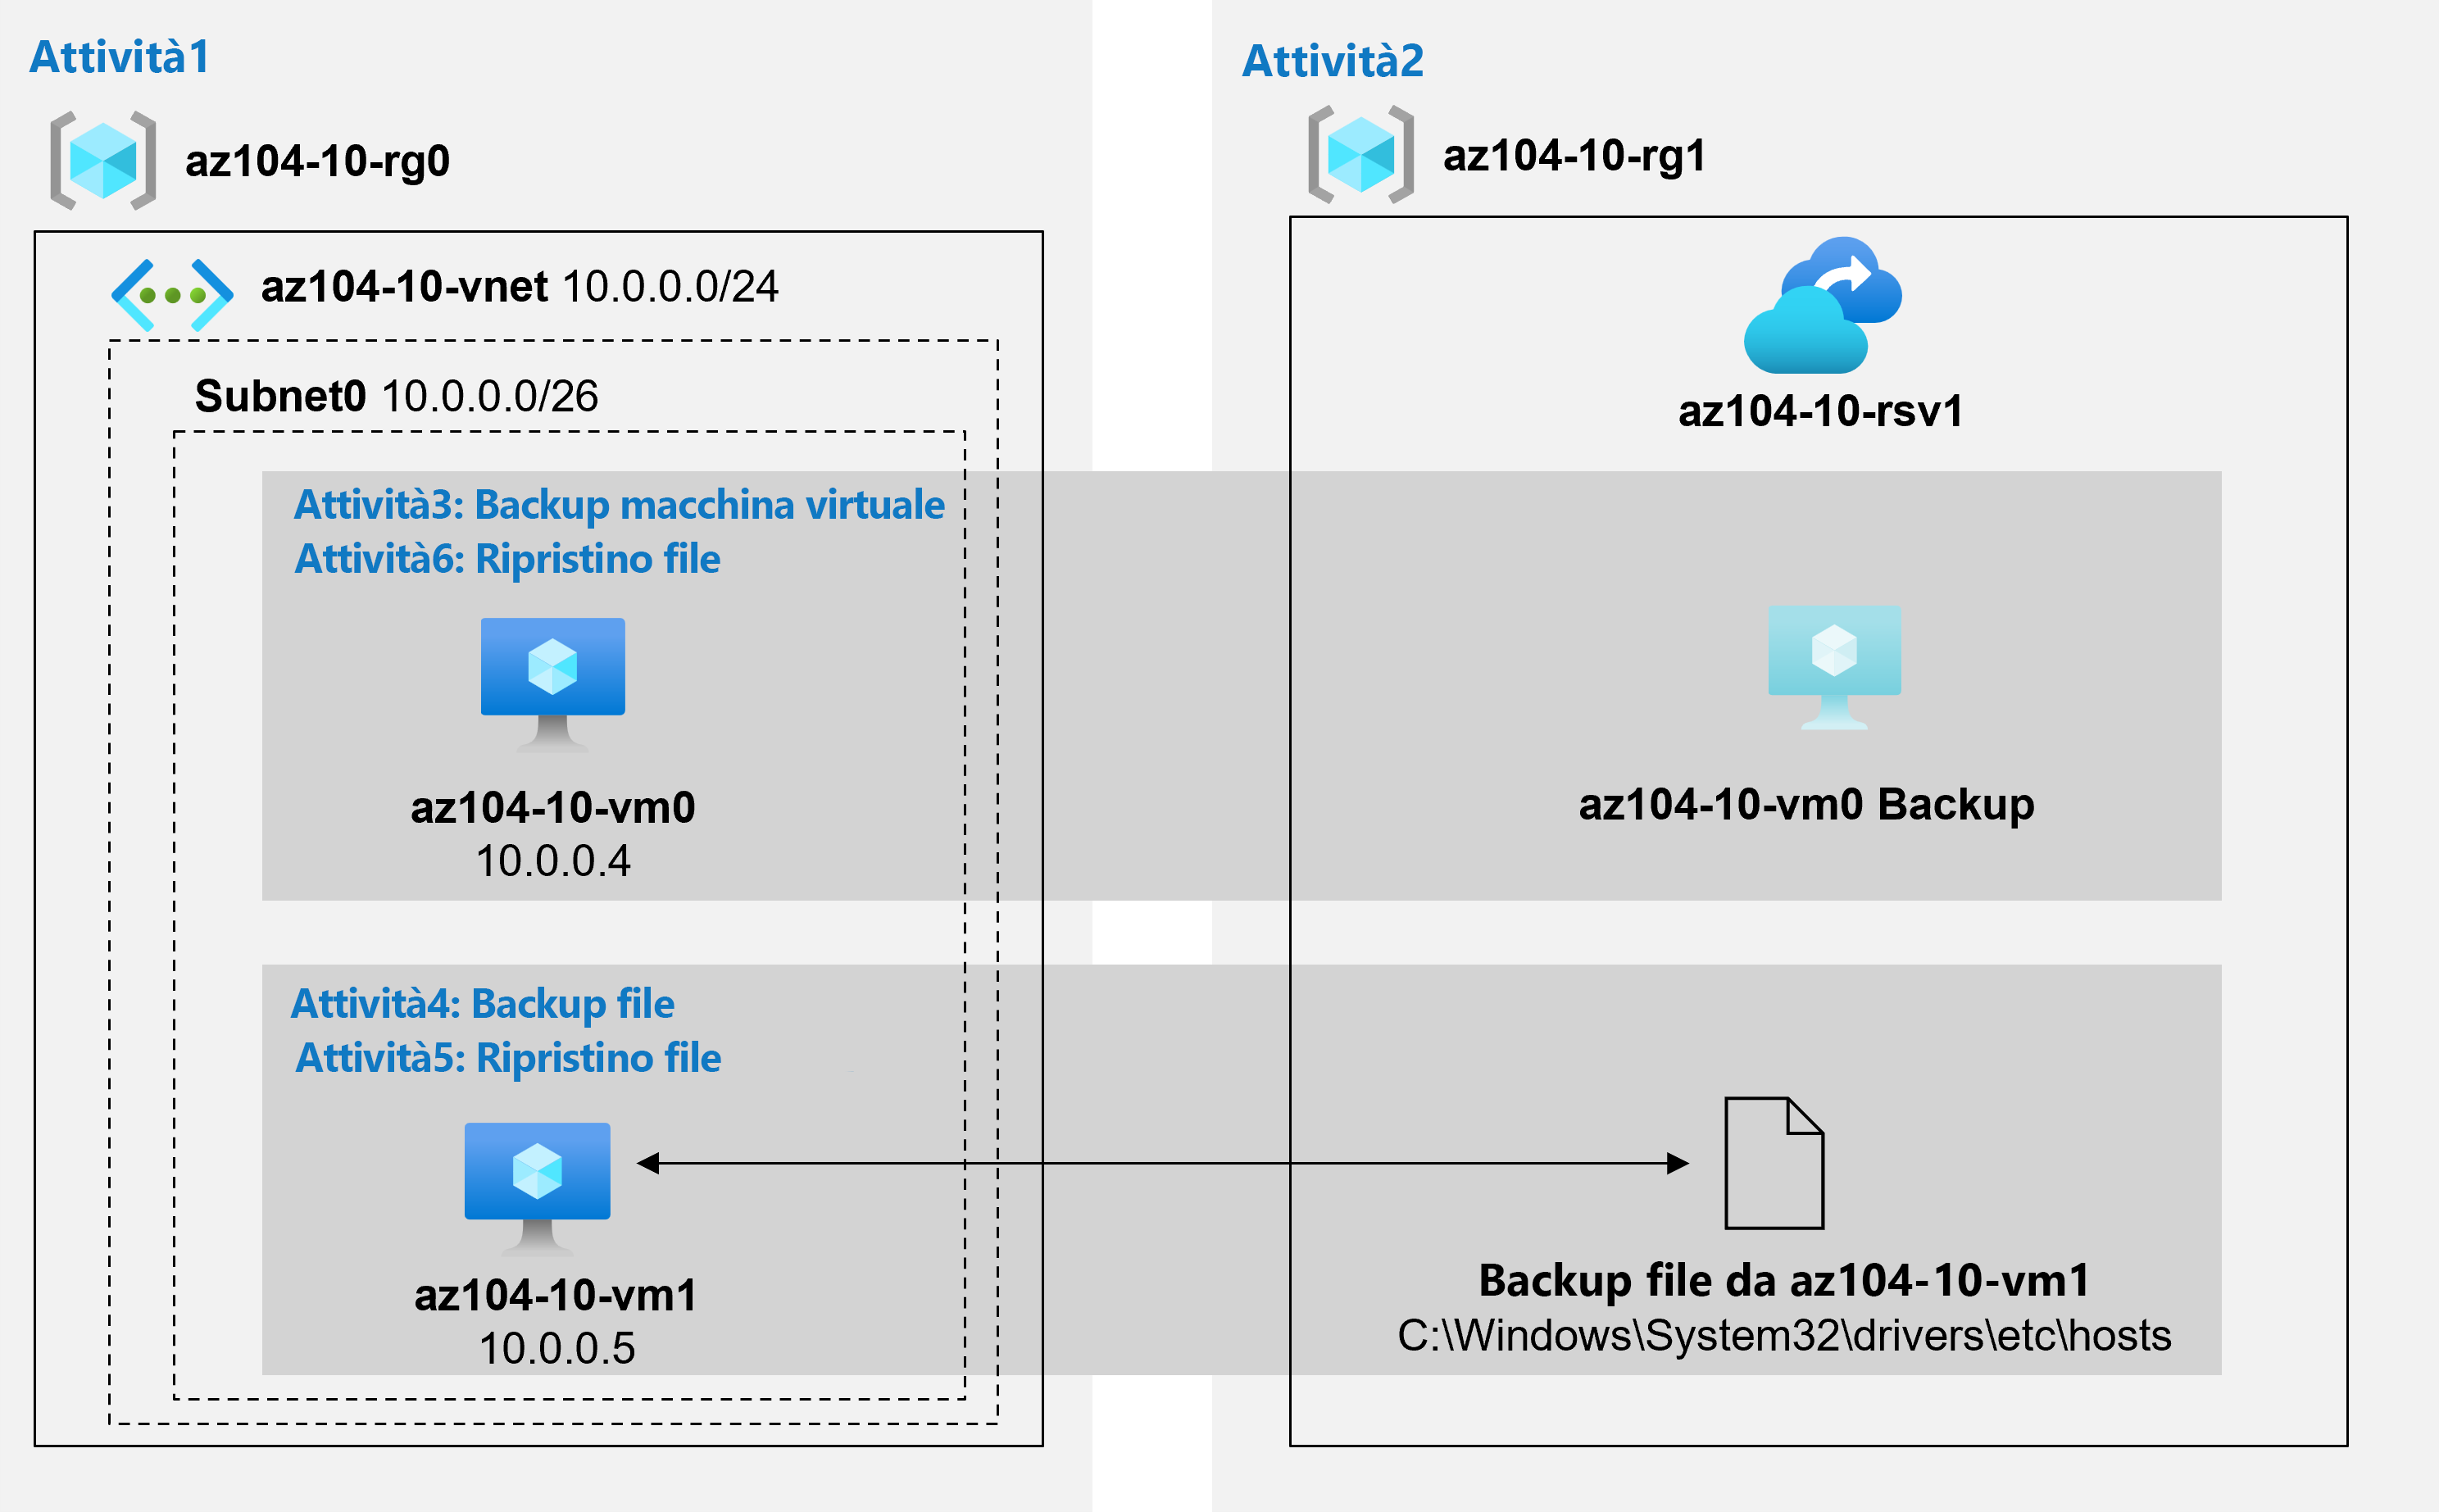 Attività1
az104-10-rg0
az104-10-vnet 10.0.0.0/24
Subnet0 10.0.0.0/26
Attività3: Backup macchina virtuale
Attività6: Ripristino file
az104-10-vm0
10.0.0.4
Attività4: Backup file
Attività5: Ripristino file
az104-10-vm1
10.0.0.5
Attività2
az104-10-rg1
az104-10-rsv1
az104-10-vm0 Backup
Backup file da az104-10-vm1
C:\Windows\System32\drivers\etc\hosts